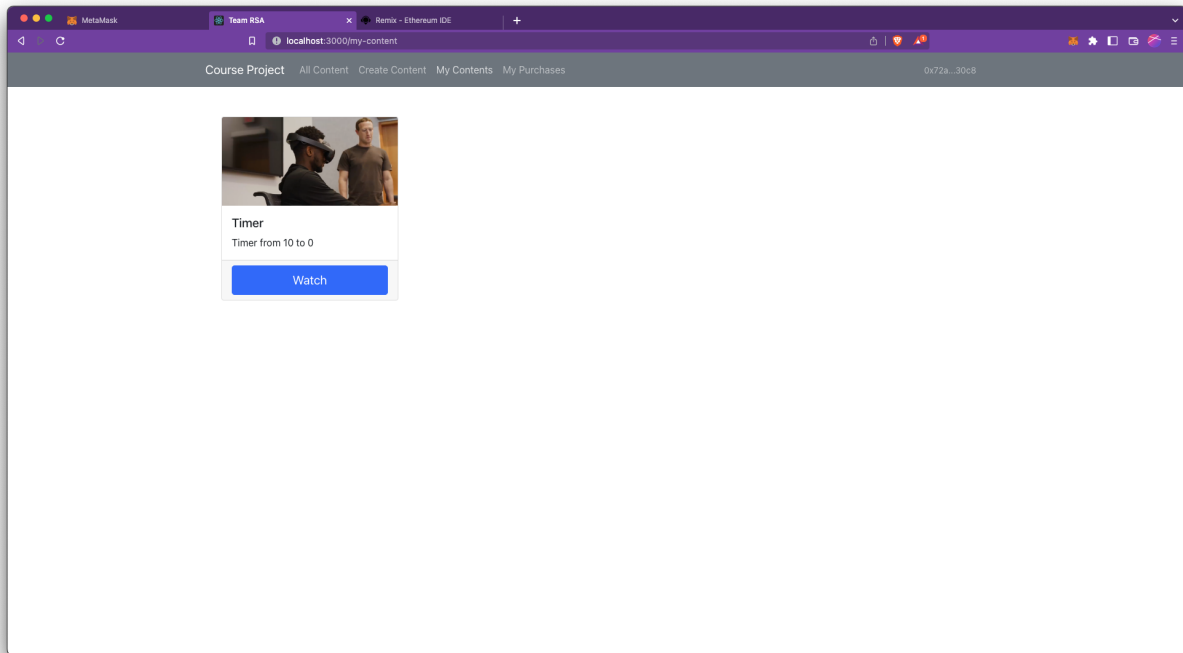 MetaMask
Team RSA
Remix - Ethereum IDE
localhost:3000/my-content
1
Course Project All Content Create Content My Contents My Purchases 0x72a...30c8
Timer
Timer from 10 to 0
Watch